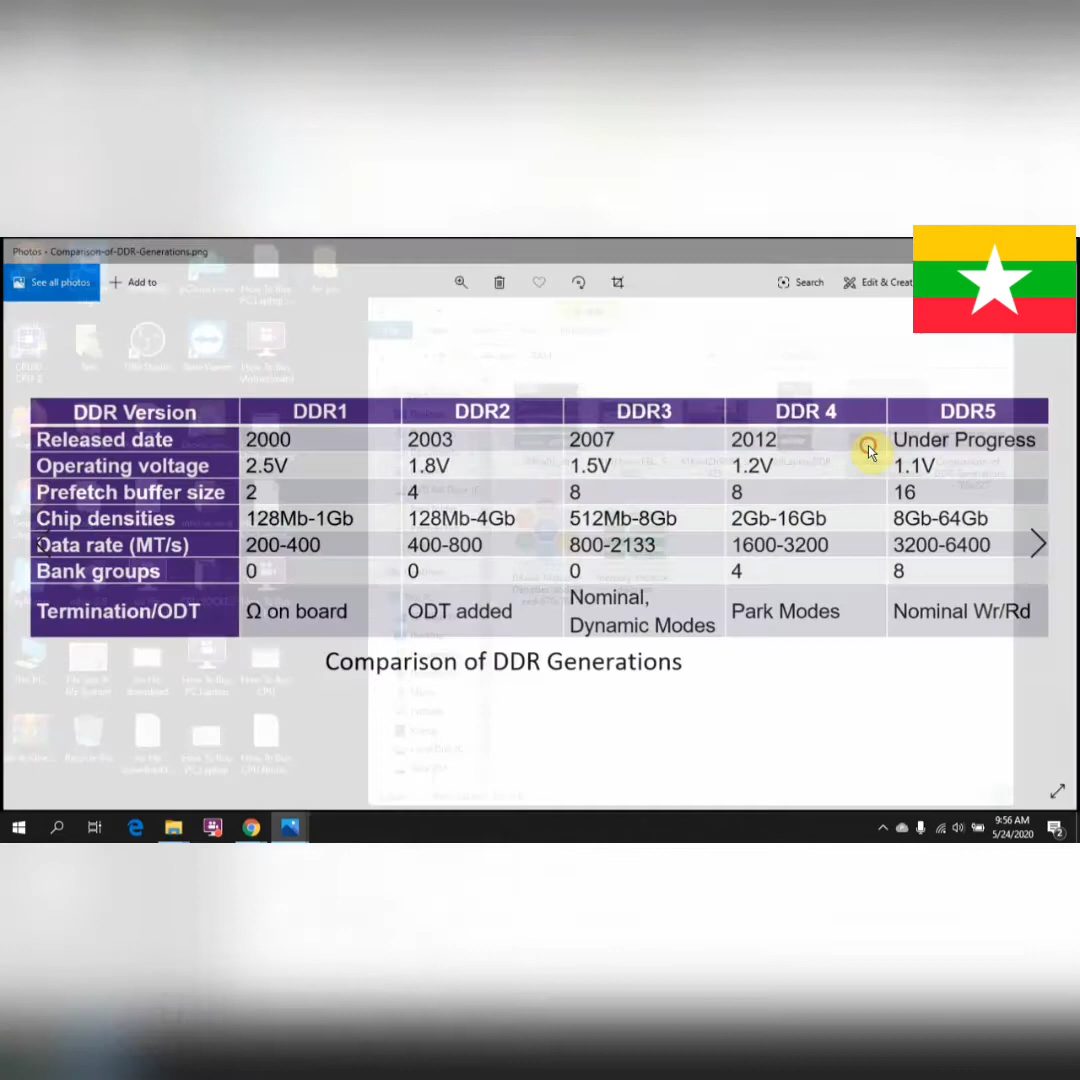 Photos - Comparison-of-DDR-Generations.png
See all photos
Add to
Search
Edit & Creat
DDR Version DDR1 DDR2 DDR3 DDR 4 DDR5
Released date 2000 2003 2007 2012 Under Progress
Operating voltage 2.5V 1.8V 1.5V 1.2V 1.1V
Prefetch buffer size 2 4 8 8 16
Chip densities 128Mb-1Gb 128Mb-4Gb 512Mb-8Gb 2Gb-16Gb 8Gb-64Gb
Data rate (MT/s) 200-400 400-800 800-2133 1600-3200 3200-6400
Bank groups 0 0 0 4 8
Termination/ODT Ω on board ODT added Nominal, Dynamic Modes Park Modes Nominal Wr/Rd
Comparison of DDR Generations
9:56 AM
5/24/2020
2